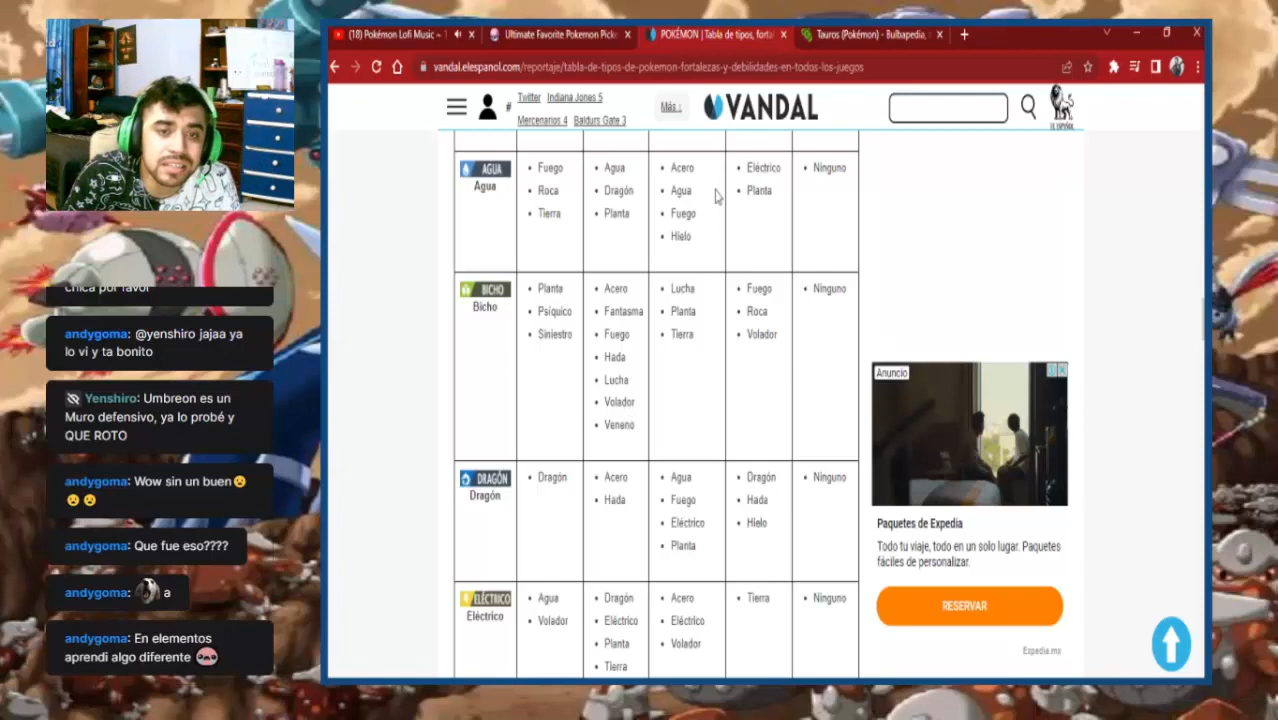 (18) Pokémon Lofi Music ~
Ultimate Favorite Pokemon Picke
POKÉMON | Tabla de tipos, fortal
Tauros (Pokémon) - Bulbapedia,
vandal.elespanol.com/reportaje/tabla-de-tipos-de-pokemon-fortalezas-y-debilidades-en-todos-los-juegos
# Twitter Indiana Jones 5
Mercenarios 4 Baldurs Gate 3
Más ↓
VANDAL
EL ESPAÑOL
AGUA
Agua
• Fuego
• Roca
• Tierra
• Agua
• Dragón
• Planta
• Acero
• Agua
• Fuego
• Hielo
• Eléctrico
• Planta
• Ninguno
BICHO
Bicho
• Planta
• Psíquico
• Siniestro
• Acero
• Fantasma
• Fuego
• Hada
• Lucha
• Volador
• Veneno
• Lucha
• Planta
• Tierra
• Fuego
• Roca
• Volador
• Ninguno
DRAGÓN
Dragón
• Dragón
• Acero
• Hada
• Agua
• Fuego
• Eléctrico
• Planta
• Dragón
• Hada
• Hielo
• Ninguno
ELÉCTRICO
Eléctrico
• Agua
• Volador
• Dragón
• Eléctrico
• Planta
• Tierra
• Acero
• Eléctrico
• Volador
• Tierra
• Ninguno
Anuncio
Paquetes de Expedia
Todo tu viaje, todo en un solo lugar. Paquetes
fáciles de personalizar.
RESERVAR
Expedia.mx
chica por favor
andygoma: @yenshiro jajaa ya
lo vi y ta bonito
Yenshiro: Umbreon es un
Muro defensivo, ya lo probé y
QUE ROTO
andygoma: Wow sin un buen😮
😮😮
andygoma: Que fue eso????
andygoma: a
andygoma: En elementos
aprendi algo diferente